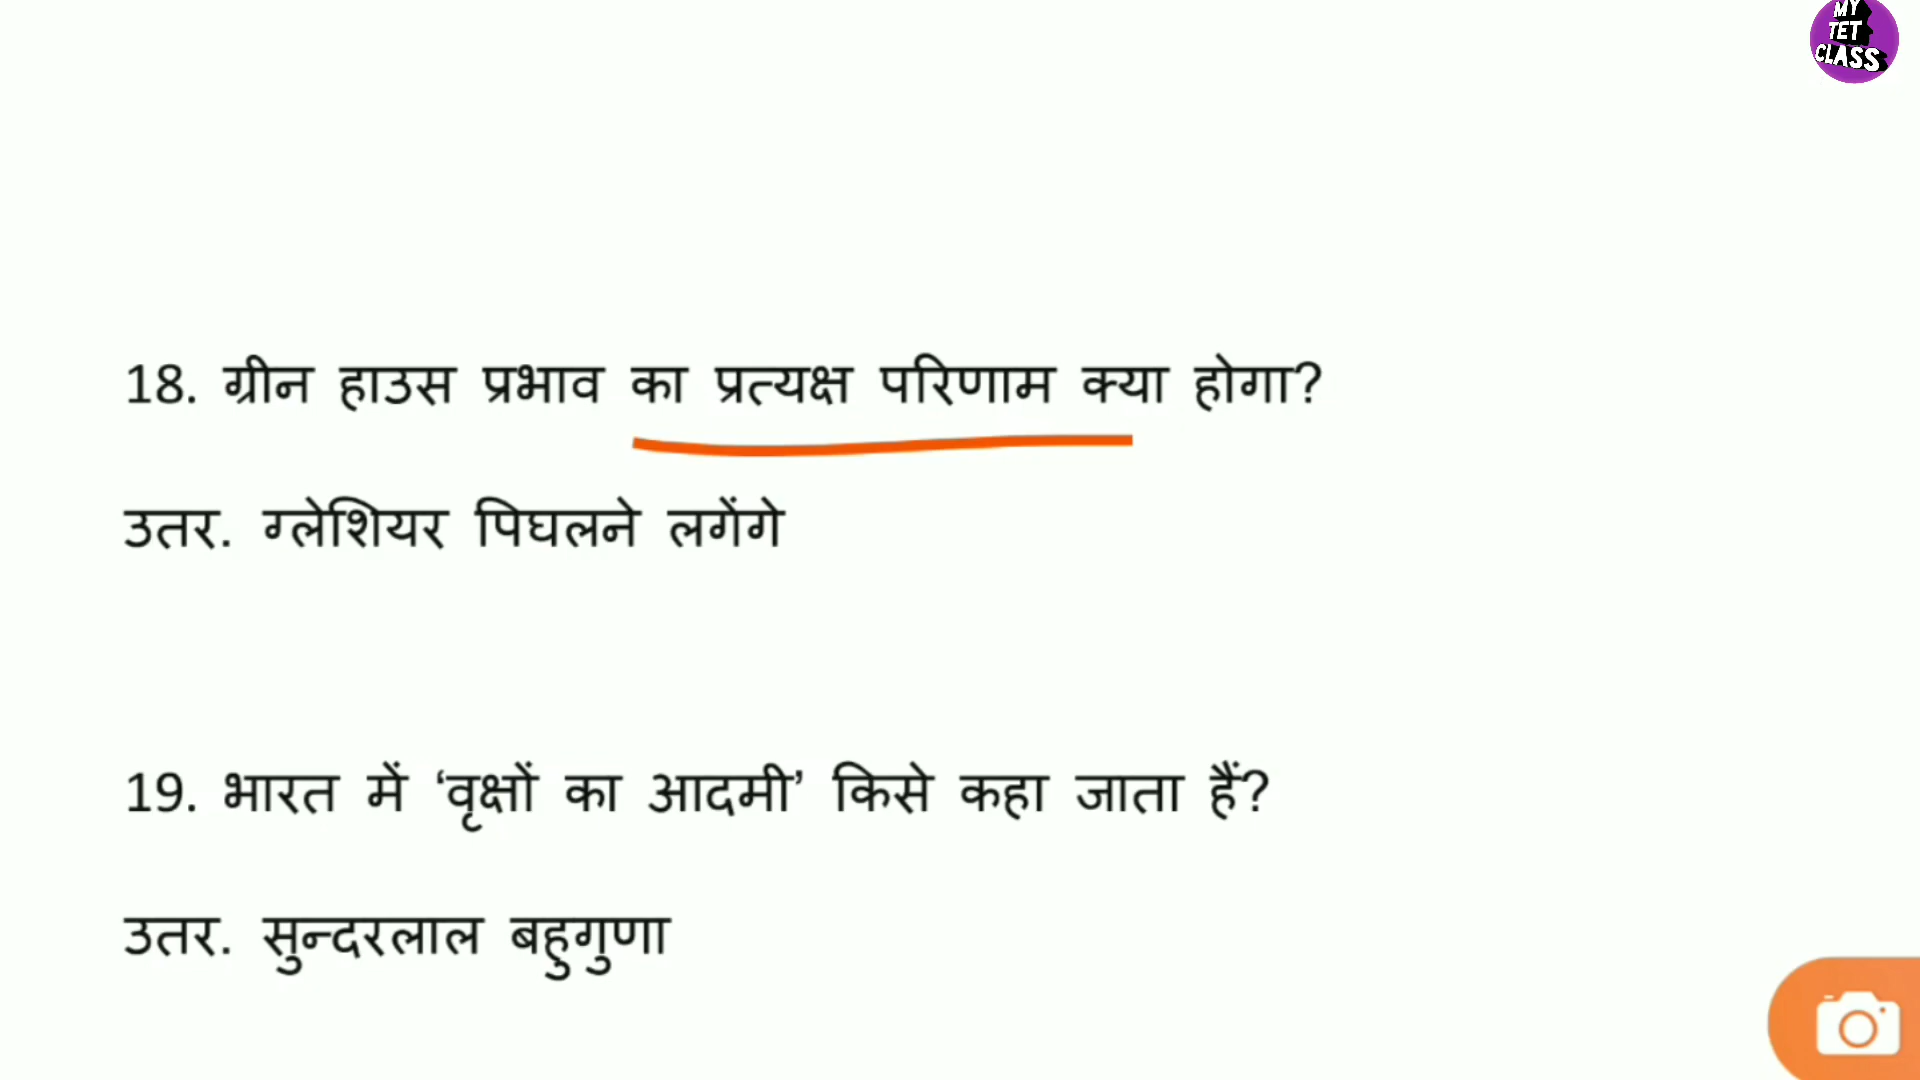 MY
TET
CLASS
18. ग्रीन हाउस प्रभाव का प्रत्यक्ष परिणाम क्या होगा?
उतर. ग्लेशियर पिघलने लगेंगे
19. भारत में ‘वृक्षों का आदमी’ किसे कहा जाता हैं?
उतर. सुन्दरलाल बहुगुणा